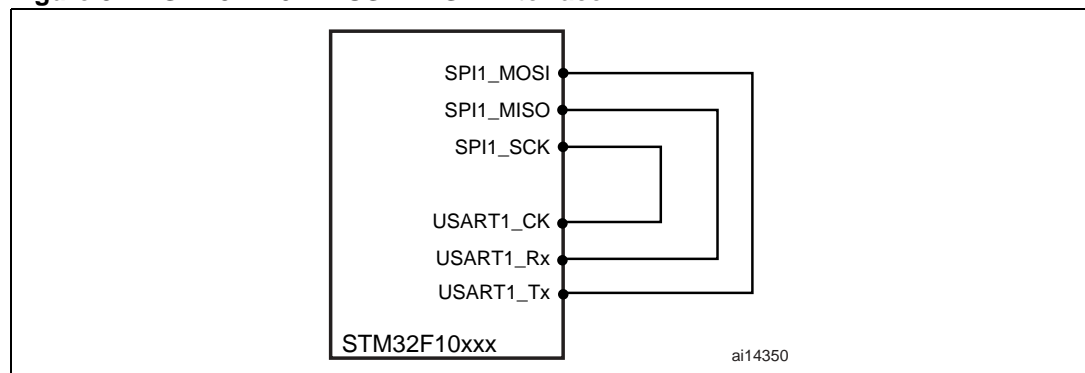 SPI1_MOSI
SPI1_MISO
SPI1_SCK
USART1_CK
USART1_Rx
USART1_Tx
STM32F10xxx
ai14350